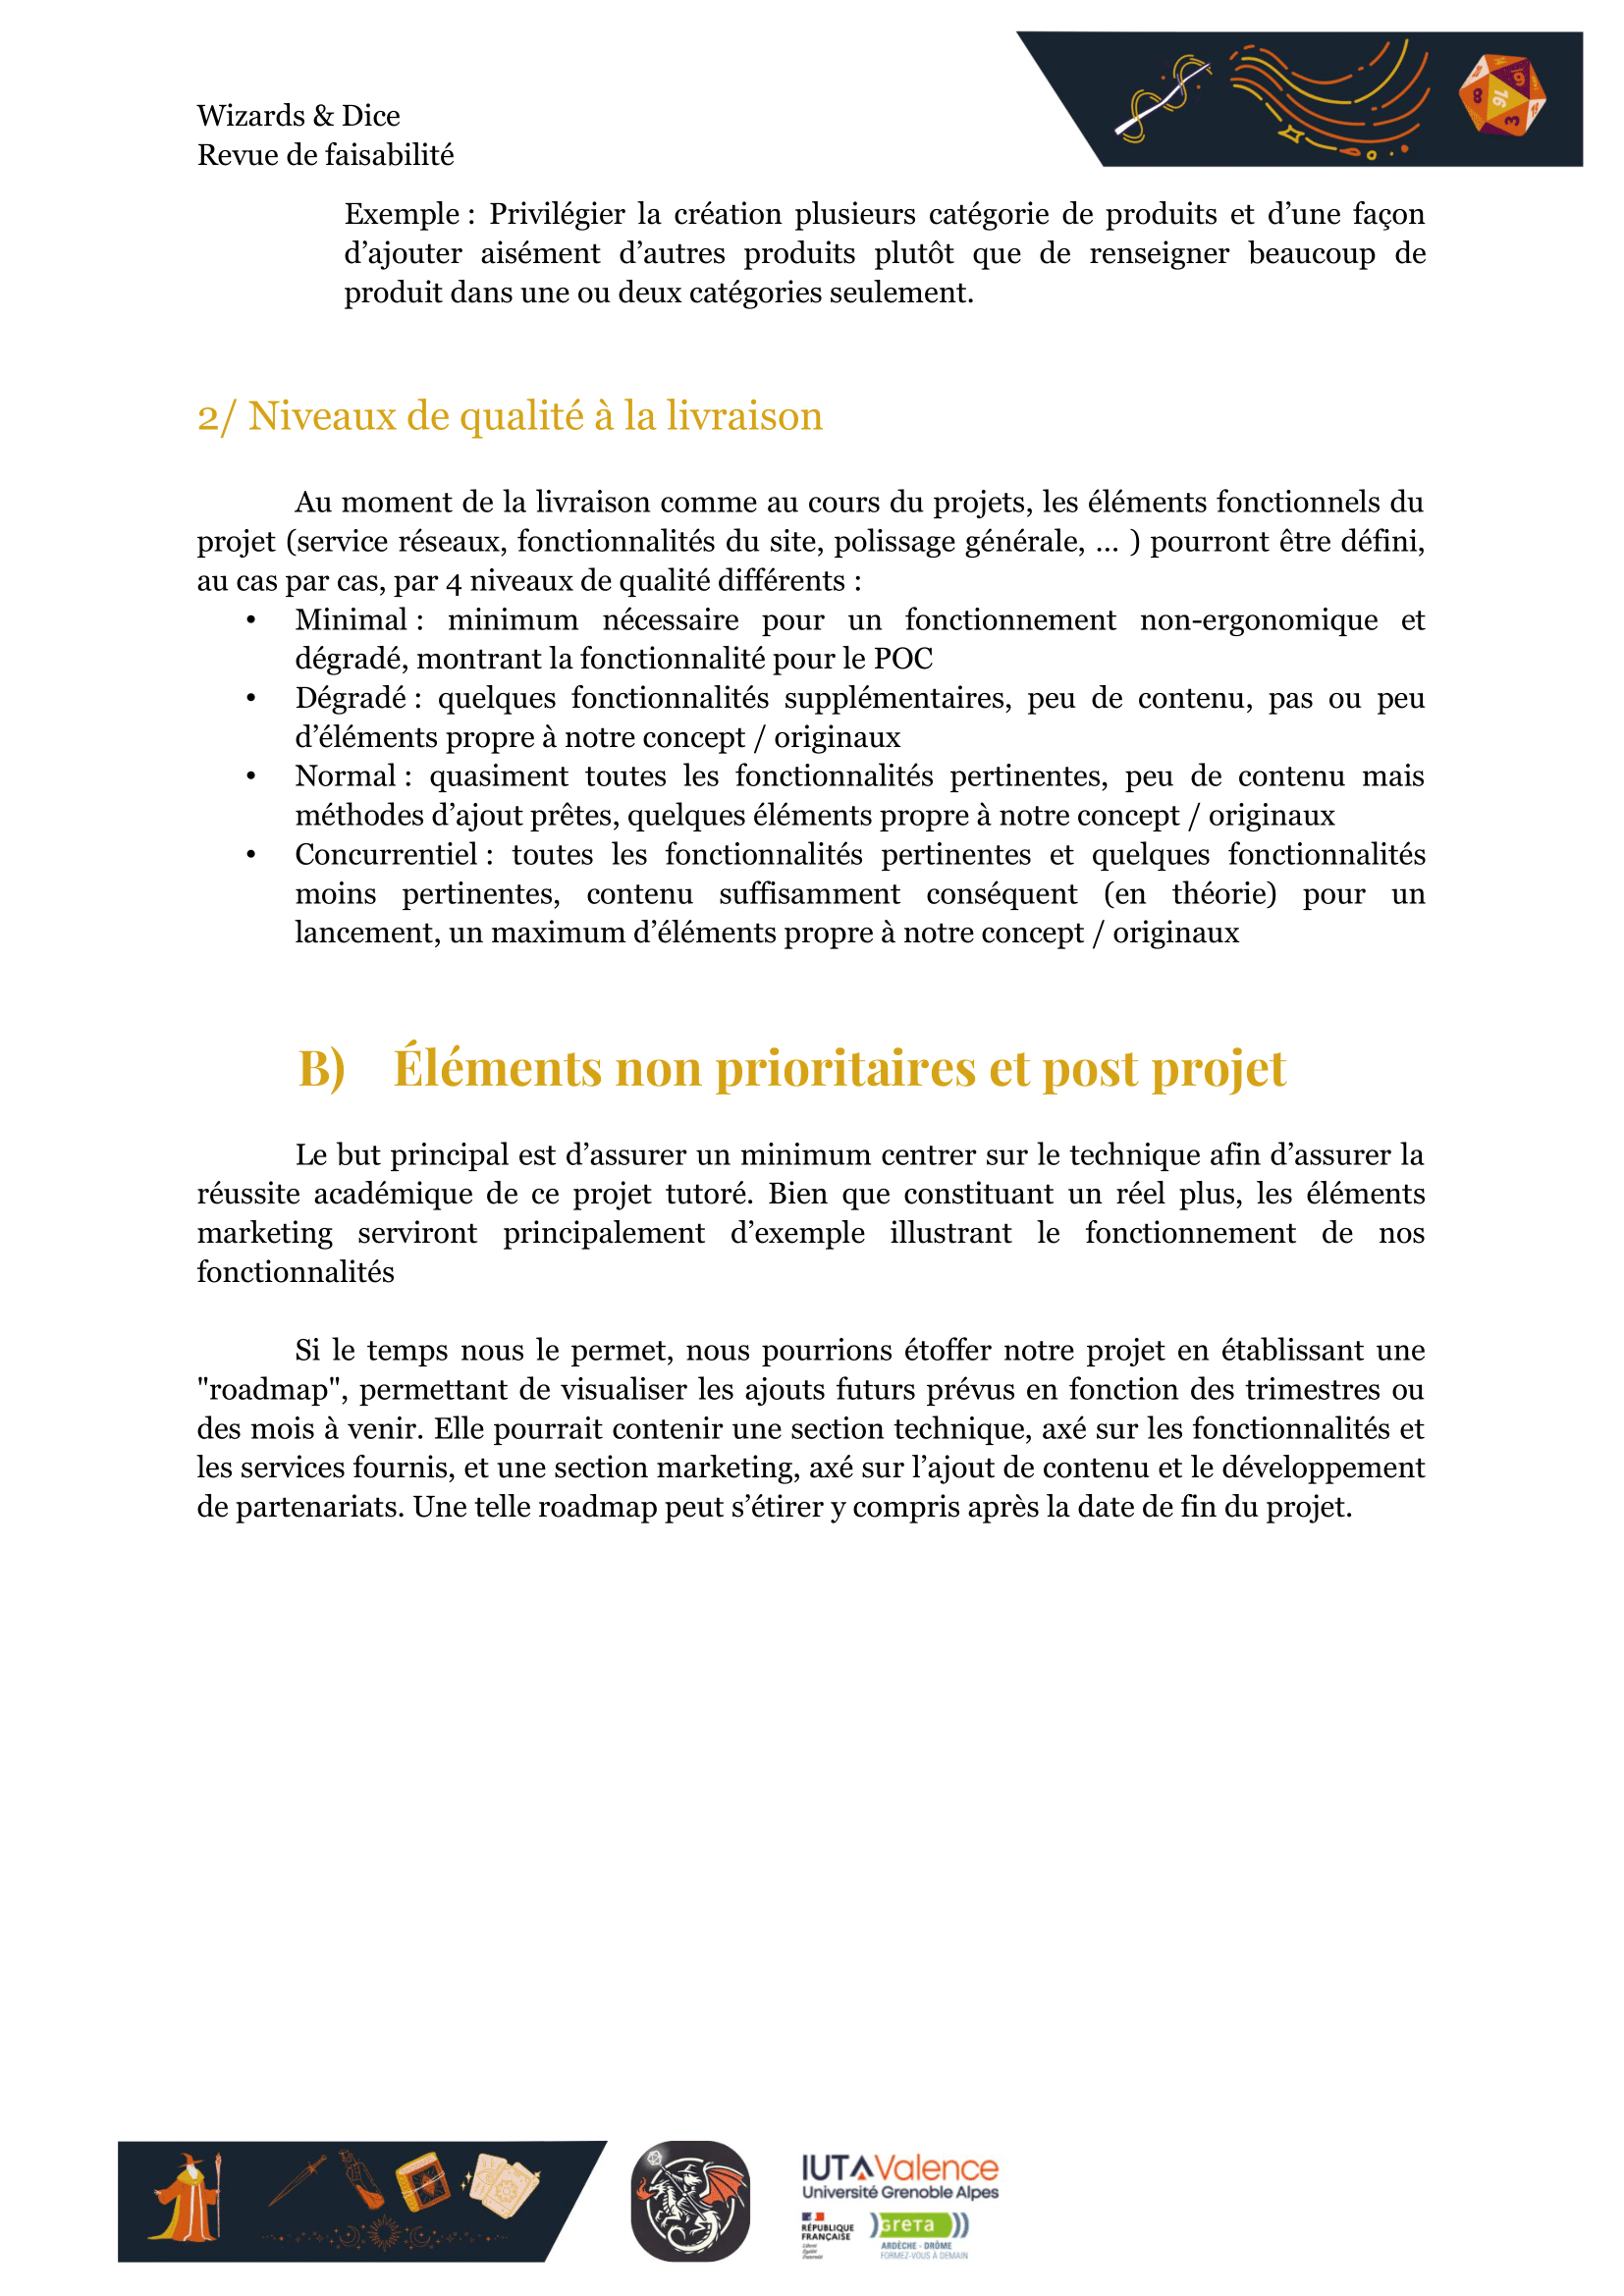 Wizards & Dice
Revue de faisabilité
Exemple : Privilégier la création plusieurs catégorie de produits et d’une façon
d’ajouter aisément d’autres produits plutôt que de renseigner beaucoup de
produit dans une ou deux catégories seulement.
2/ Niveaux de qualité à la livraison
Au moment de la livraison comme au cours du projets, les éléments fonctionnels du
projet (service réseaux, fonctionnalités du site, polissage générale, ... ) pourront être défini,
au cas par cas, par 4 niveaux de qualité différents :
• Minimal : minimum nécessaire pour un fonctionnement non-ergonomique et
dégradé, montrant la fonctionnalité pour le POC
• Dégradé : quelques fonctionnalités supplémentaires, peu de contenu, pas ou peu
d’éléments propre à notre concept / originaux
• Normal : quasiment toutes les fonctionnalités pertinentes, peu de contenu mais
méthodes d’ajout prêtes, quelques éléments propre à notre concept / originaux
• Concurrentiel : toutes les fonctionnalités pertinentes et quelques fonctionnalités
moins pertinentes, contenu suffisamment conséquent (en théorie) pour un
lancement, un maximum d’éléments propre à notre concept / originaux
B) Éléments non prioritaires et post projet
Le but principal est d’assurer un minimum centrer sur le technique afin d’assurer la
réussite académique de ce projet tutoré. Bien que constituant un réel plus, les éléments
marketing serviront principalement d’exemple illustrant le fonctionnement de nos
fonctionnalités
Si le temps nous le permet, nous pourrions étoffer notre projet en établissant une
"roadmap", permettant de visualiser les ajouts futurs prévus en fonction des trimestres ou
des mois à venir. Elle pourrait contenir une section technique, axé sur les fonctionnalités et
les services fournis, et une section marketing, axé sur l’ajout de contenu et le développement
de partenariats. Une telle roadmap peut s’étirer y compris après la date de fin du projet.
IUT Valence
Université Grenoble Alpes
RÉPUBLIQUE
FRANÇAISE
Liberté
Égalité
Fraternité
GRETA
ARDÈCHE - DRÔME
FORMEZ-VOUS À DEMAIN
8
16
9
3